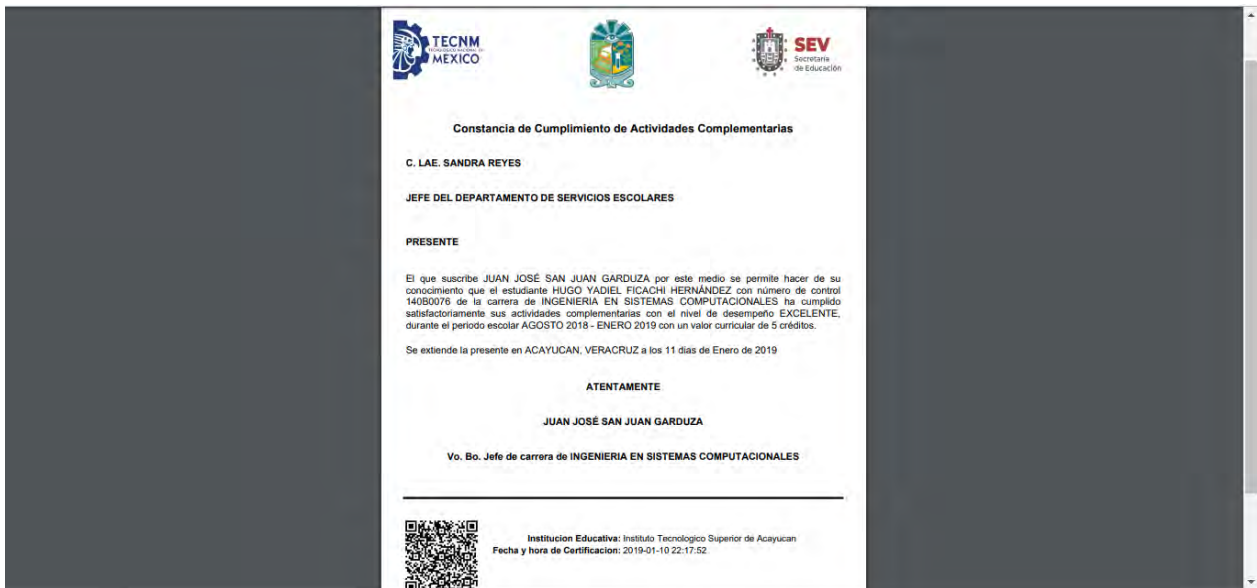 TECNM
TECNOLÓGICO NACIONAL DE
MÉXICO
SEV
Secretaría
de Educación
Constancia de Cumplimiento de Actividades Complementarias
C. LAE. SANDRA REYES
JEFE DEL DEPARTAMENTO DE SERVICIOS ESCOLARES
PRESENTE
El que suscribe JUAN JOSÉ SAN JUAN GARDUZA por este medio se permite hacer de su
conocimiento que el estudiante HUGO YADIEL FICACHI HERNÁNDEZ con número de control
140B0076 de la carrera de INGENIERIA EN SISTEMAS COMPUTACIONALES ha cumplido
satisfactoriamente sus actividades complementarias con el nivel de desempeño EXCELENTE,
durante el periodo escolar AGOSTO 2018 - ENERO 2019 con un valor curricular de 5 créditos.
Se extiende la presente en ACAYUCAN, VERACRUZ a los 11 dias de Enero de 2019
ATENTAMENTE
JUAN JOSÉ SAN JUAN GARDUZA
Vo. Bo. Jefe de carrera de INGENIERIA EN SISTEMAS COMPUTACIONALES
Institucion Educativa: Instituto Tecnologico Superior de Acayucan
Fecha y hora de Certificacion: 2019-01-10 22:17:52